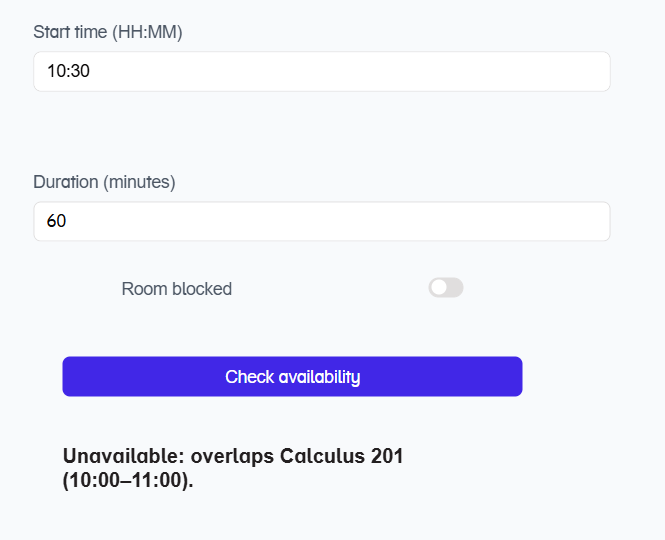 Start time (HH:MM)
10:30
Duration (minutes)
60
Room blocked
Check availability
Unavailable: overlaps Calculus 201
(10:00–11:00).